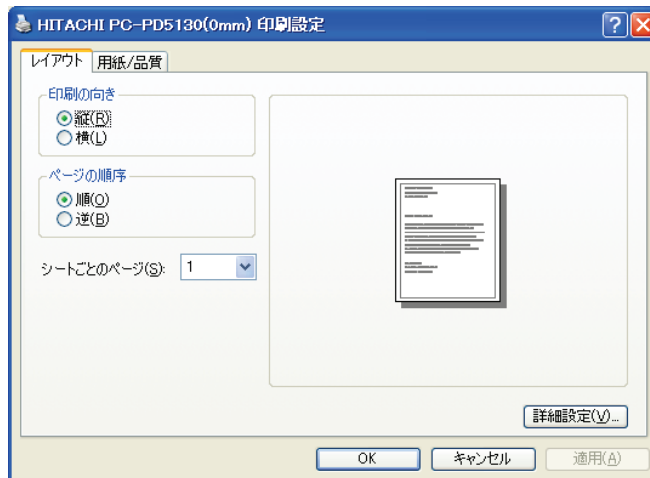 HITACHI PC-PD5130(0mm) 印刷設定
レイアウト 用紙/品質
印刷の向き
縦(R)
横(L)
ページの順序
順(O)
逆(B)
シートごとのページ(S): 1
詳細設定(V)...
OK キャンセル 適用(A)